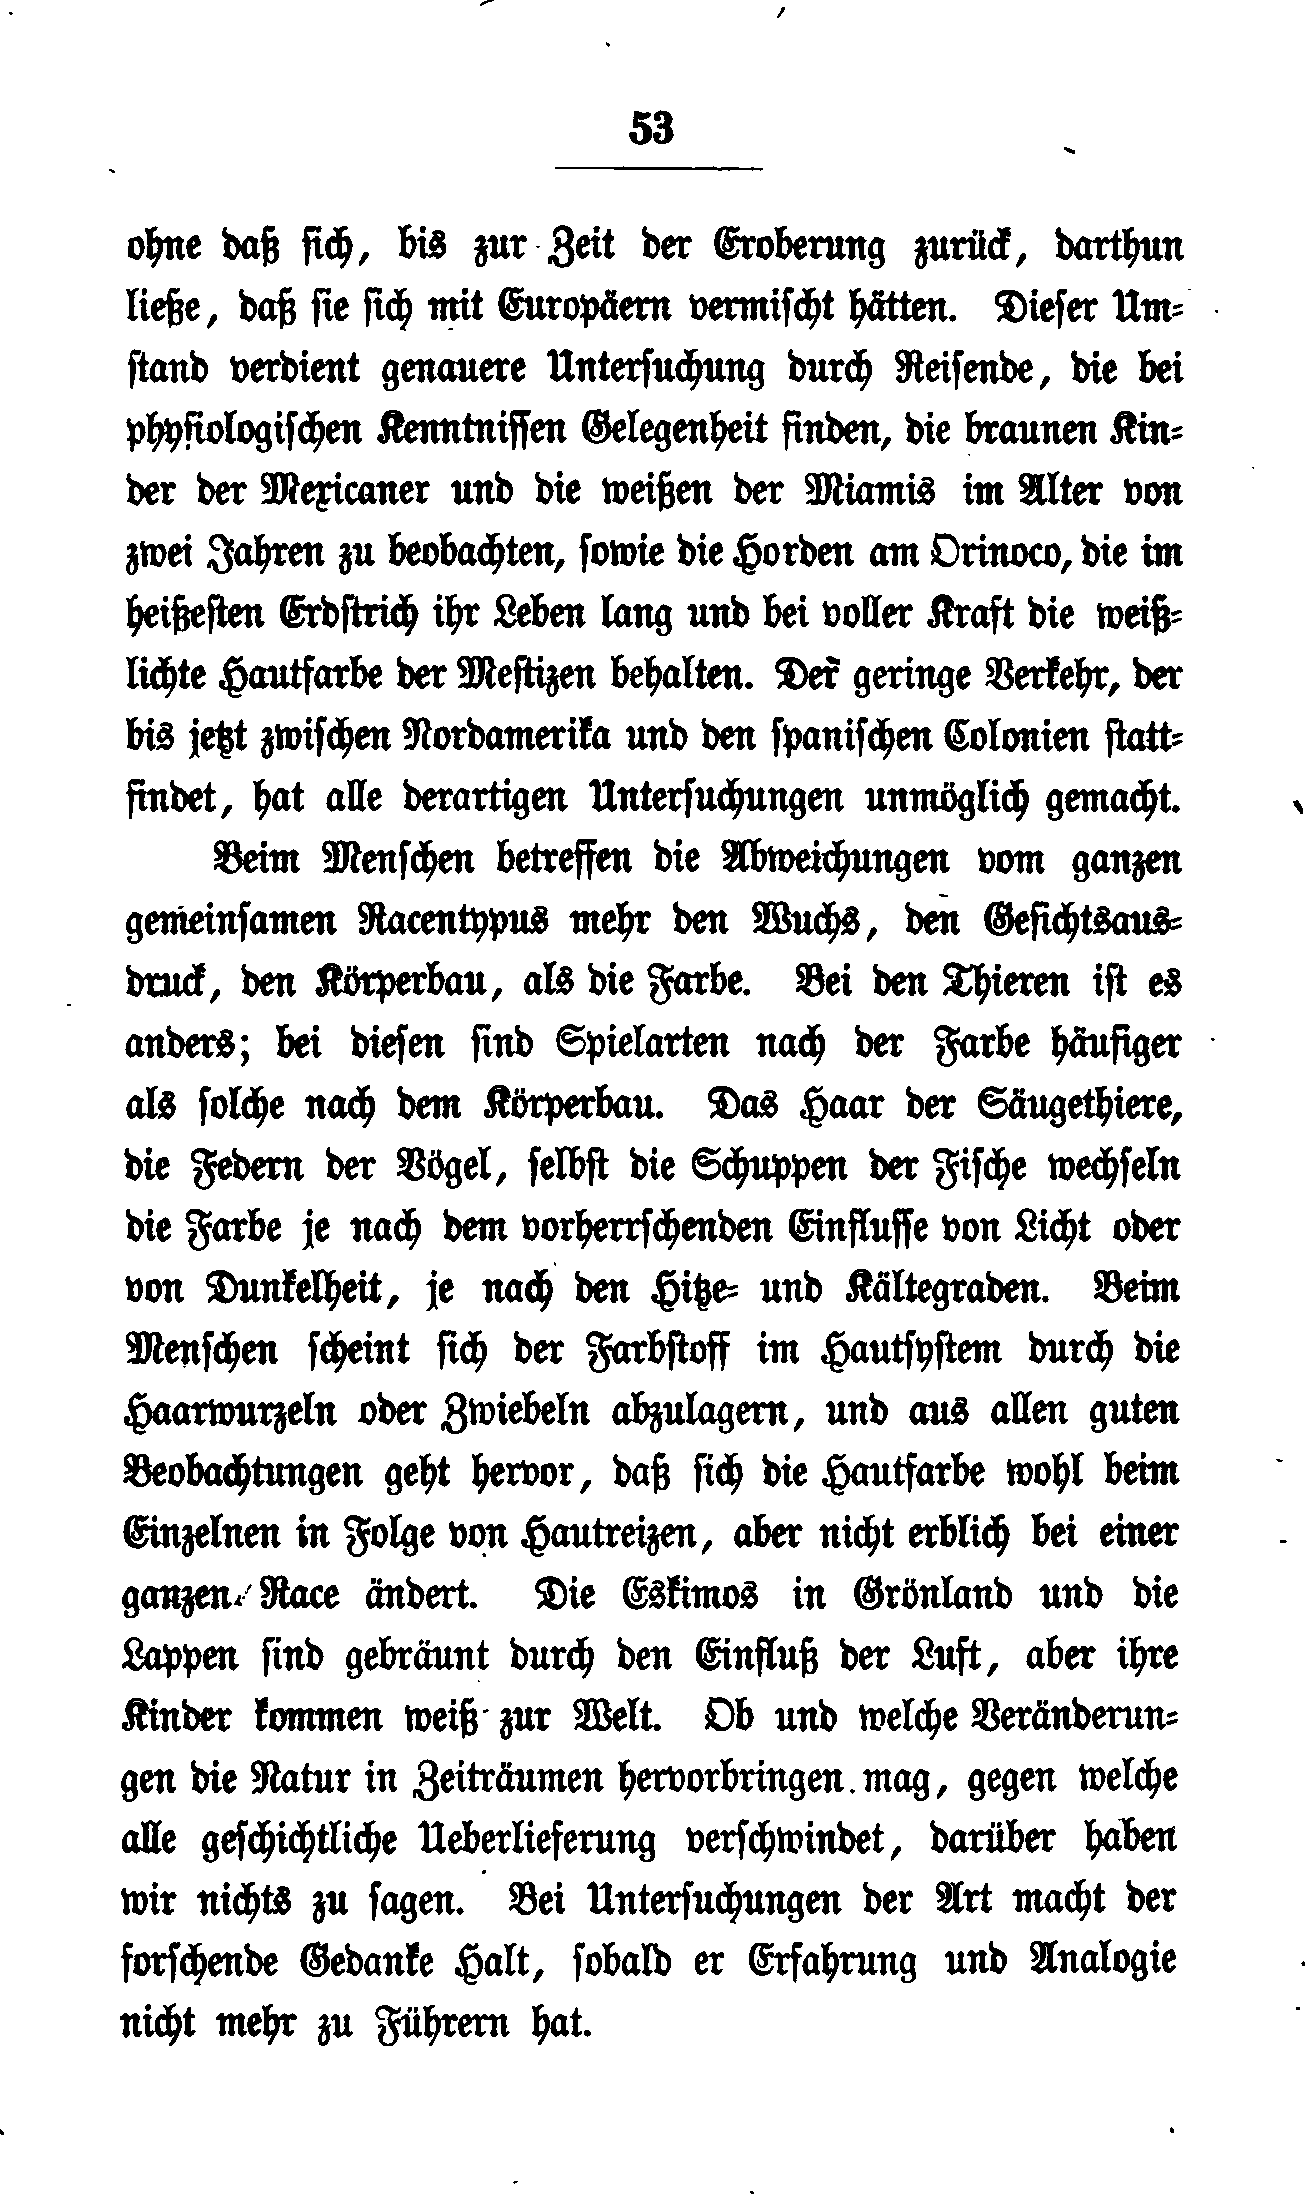 53
ohne daß sich, bis zur Zeit der Eroberung zurück, darthun
ließe, daß sie sich mit Europäern vermischt hätten. Dieser Um-
stand verdient genauere Untersuchung durch Reisende, die bei
physiologischen Kenntnissen Gelegenheit finden, die braunen Kin-
der der Mexicaner und die weißen der Miamis im Alter von
zwei Jahren zu beobachten, sowie die Horden am Orinoco, die im
heißesten Erdstrich ihr Leben lang und bei voller Kraft die weiß-
lichte Hautfarbe der Mestizen behalten. Der geringe Verkehr, der
bis jetzt zwischen Nordamerika und den spanischen Colonien statt-
findet, hat alle derartigen Untersuchungen unmöglich gemacht.
Beim Menschen betreffen die Abweichungen vom ganzen
gemeinsamen Racentypus mehr den Wuchs, den Gesichtsaus-
druck, den Körperbau, als die Farbe. Bei den Thieren ist es
anders; bei diesen sind Spielarten nach der Farbe häufiger
als solche nach dem Körperbau. Das Haar der Säugethiere,
die Federn der Vögel, selbst die Schuppen der Fische wechseln
die Farbe je nach dem vorherrschenden Einflusse von Licht oder
von Dunkelheit, je nach den Hitze- und Kältegraden. Beim
Menschen scheint sich der Farbstoff im Hautsystem durch die
Haarwurzeln oder Zwiebeln abzulagern, und aus allen guten
Beobachtungen geht hervor, daß sich die Hautfarbe wohl beim
Einzelnen in Folge von Hautreizen, aber nicht erblich bei einer
ganzen Race ändert. Die Eskimos in Grönland und die
Lappen sind gebräunt durch den Einfluß der Luft, aber ihre
Kinder kommen weiß zur Welt. Ob und welche Veränderun-
gen die Natur in Zeiträumen hervorbringen mag, gegen welche
alle geschichtliche Ueberlieferung verschwindet, darüber haben
wir nichts zu sagen. Bei Untersuchungen der Art macht der
forschende Gedanke Halt, sobald er Erfahrung und Analogie
nicht mehr zu Führern hat.